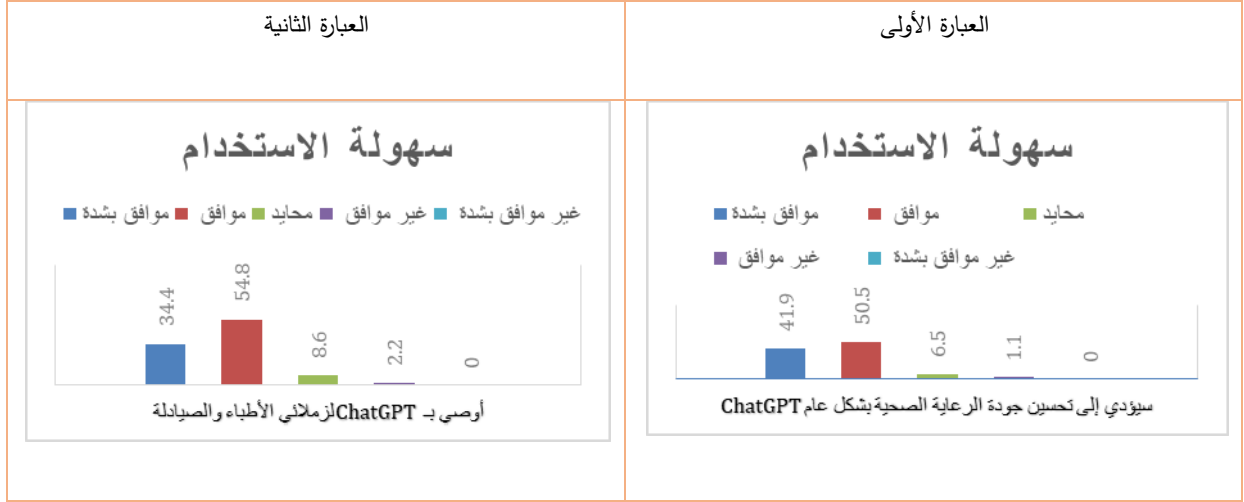 العبارة الأولى
العبارة الثانية
سهولة الاستخدام
موافق بشدة موافق محايد
غير موافق غير موافق بشدة
41.9 50.5 6.5 1.1 0
سيؤدي إلى تحسين جودة الرعاية الصحية بشكل عام ChatGPT
سهولة الاستخدام
موافق بشدة موافق محايد غير موافق غير موافق بشدة
34.4 54.8 8.6 2.2 0
أوصي بـ ChatGPT لزملائي الأطباء والصيادلة